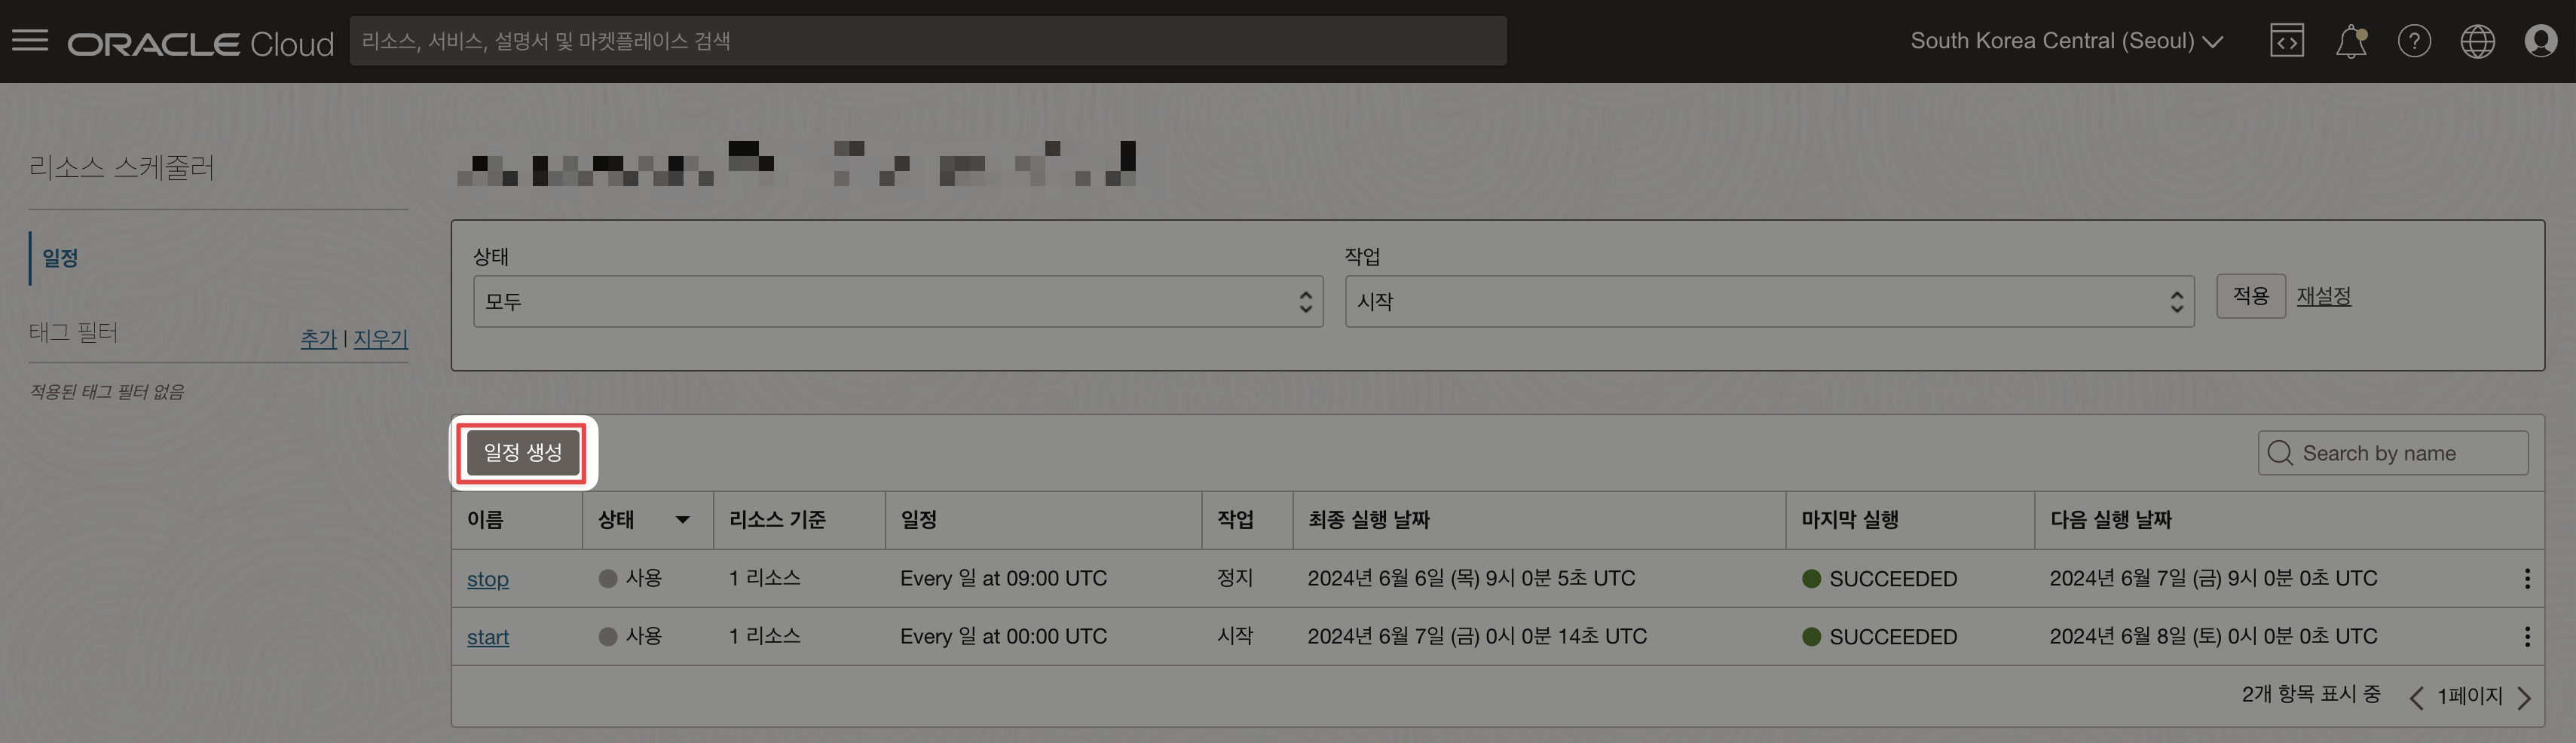 ORACLE Cloud 리소스, 서비스, 설명서 및 마켓플레이스 검색 South Korea Central (Seoul)
리소스 스케줄러
일정
태그 필터 추가 | 지우기
적용된 태그 필터 없음
상태 작업
모두 시작 적용 재설정
일정 생성 Search by name
이름 상태 리소스 기준 일정 작업 최종 실행 날짜 마지막 실행 다음 실행 날짜
stop 사용 1 리소스 Every 일 at 09:00 UTC 정지 2024년 6월 6일 (목) 9시 0분 5초 UTC SUCCEEDED 2024년 6월 7일 (금) 9시 0분 0초 UTC
start 사용 1 리소스 Every 일 at 00:00 UTC 시작 2024년 6월 7일 (금) 0시 0분 14초 UTC SUCCEEDED 2024년 6월 8일 (토) 0시 0분 0초 UTC
2개 항목 표시 중 1페이지